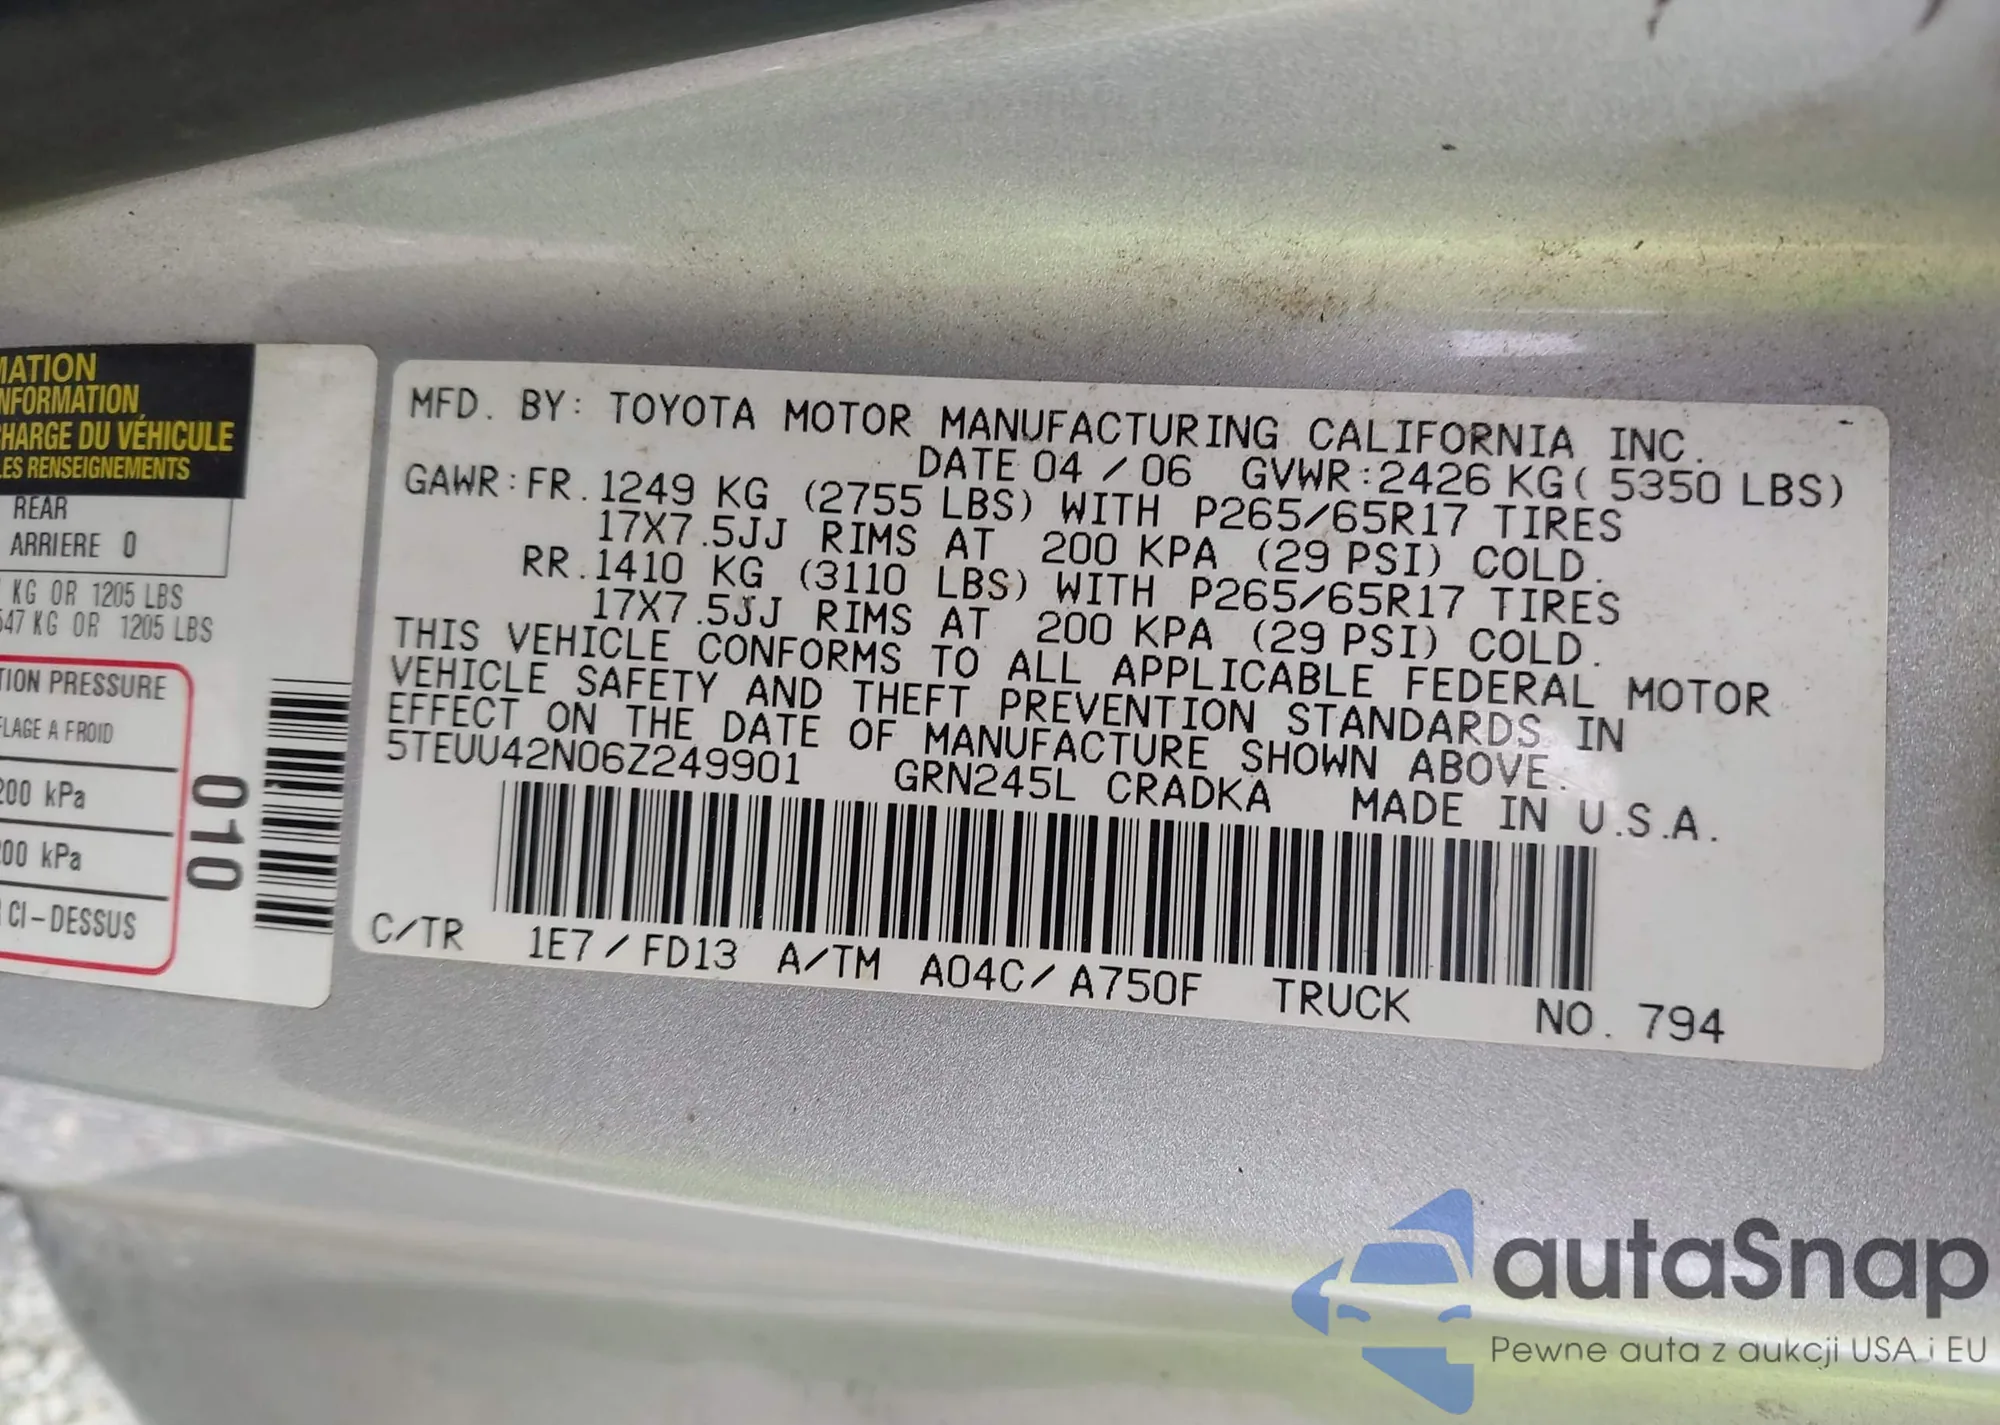 MATION
INFORMATION
CHARGE DU VÉHICULE
LES RENSEIGNEMENTS
REAR
ARRIERE 0
KG OR 1205 LBS
547 KG OR 1205 LBS
TION PRESSURE
FLAGE A FROID
200 kPa
200 kPa
CI-DESSUS
010
MFD. BY: TOYOTA MOTOR MANUFACTURING CALIFORNIA INC.
DATE 04 / 06 GVWR:2426 KG( 5350 LBS)
GAWR:FR.1249 KG (2755 LBS) WITH P265/65R17 TIRES
17X7.5JJ RIMS AT 200 KPA (29 PSI) COLD.
RR.1410 KG (3110 LBS) WITH P265/65R17 TIRES
17X7.5JJ RIMS AT 200 KPA (29 PSI) COLD.
THIS VEHICLE CONFORMS TO ALL APPLICABLE FEDERAL MOTOR
VEHICLE SAFETY AND THEFT PREVENTION STANDARDS IN
EFFECT ON THE DATE OF MANUFACTURE SHOWN ABOVE.
5TEUU42N06Z249901 GRN245L CRADKA MADE IN U.S.A.
C/TR 1E7/FD13 A/TM A04C/A750F TRUCK NO. 794
autaSnap
Pewne auta z aukcji USA i EU